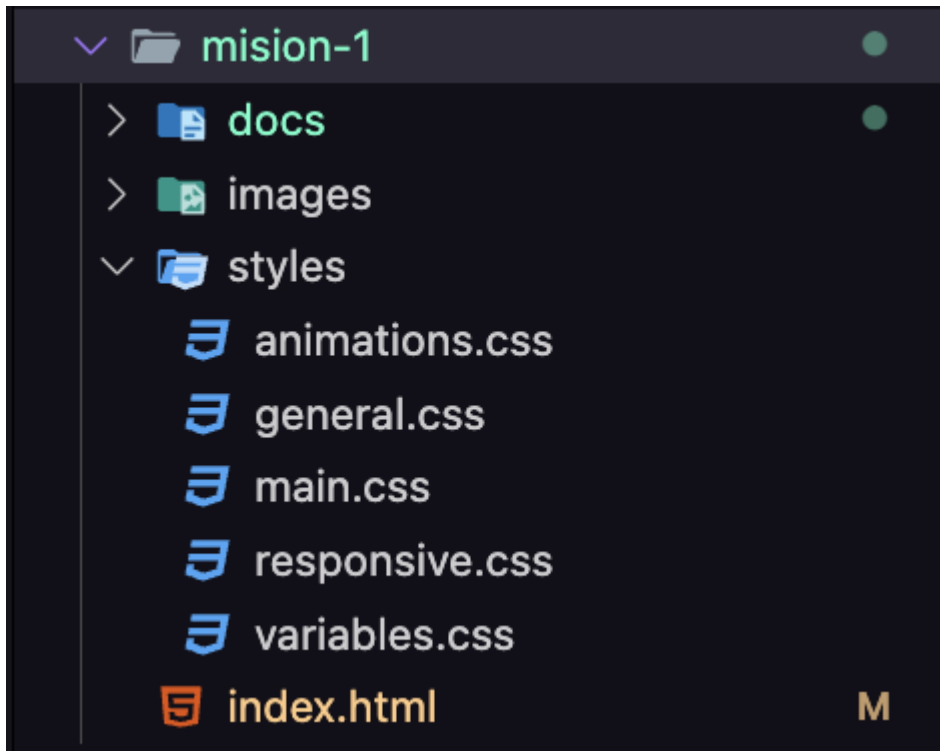 mision-1
docs
images
styles
animations.css
general.css
main.css
responsive.css
variables.css
index.html M